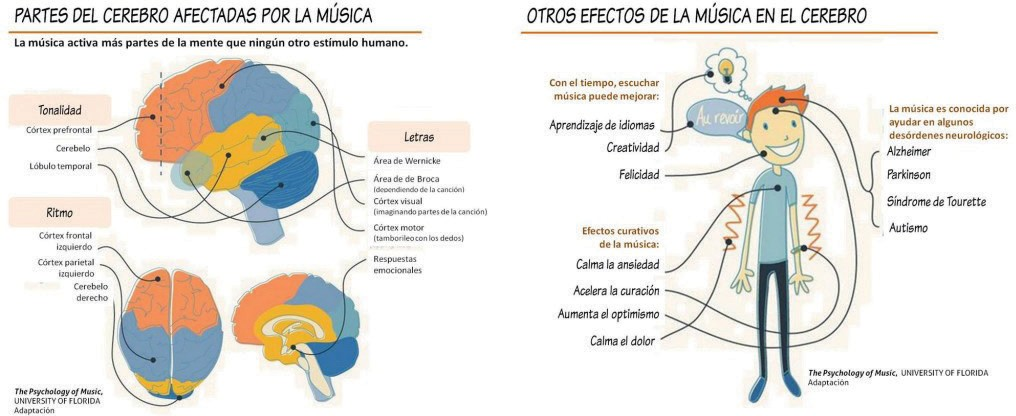 PARTES DEL CEREBRO AFECTADAS POR LA MÚSICA
La música activa más partes de la mente que ningún otro estímulo humano.
Tonalidad
Córtex prefrontal
Cerebelo
Lóbulo temporal
Letras
Área de Wernicke
Área de de Broca
(dependiendo de la canción)
Córtex visual
(imaginando partes de la canción)
Córtex motor
(tamborileo con los dedos)
Respuestas
emocionales
Ritmo
Córtex frontal
izquierdo
Córtex parietal
izquierdo
Cerebelo
derecho
The Psychology of Music,
UNIVERSITY OF FLORIDA
Adaptación
OTROS EFECTOS DE LA MÚSICA EN EL CEREBRO
Con el tiempo, escuchar
música puede mejorar:
Aprendizaje de idiomas
Creatividad
Felicidad
Au revoir
La música es conocida por
ayudar en algunos
desórdenes neurológicos:
Alzheimer
Parkinson
Síndrome de Tourette
Autismo
Efectos curativos
de la música:
Calma la ansiedad
Acelera la curación
Aumenta el optimismo
Calma el dolor
The Psychology of Music, UNIVERSITY OF FLORIDA
Adaptación